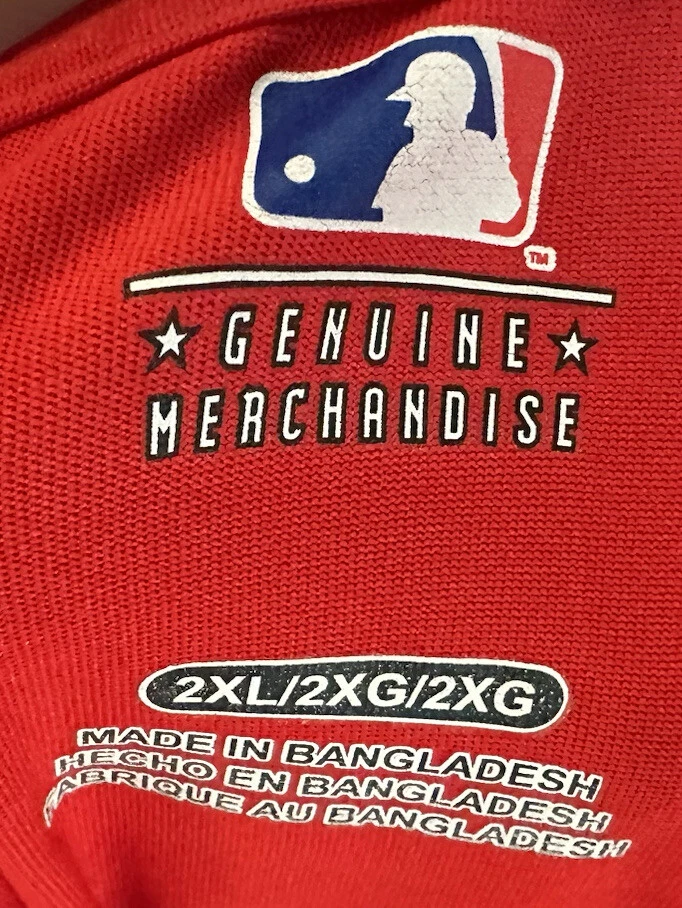 TM
GENUINE
MERCHANDISE
2XL/2XG/2XG
MADE IN BANGLADESH
HECHO EN BANGLADESH
FABRIQUE AU BANGLADESH